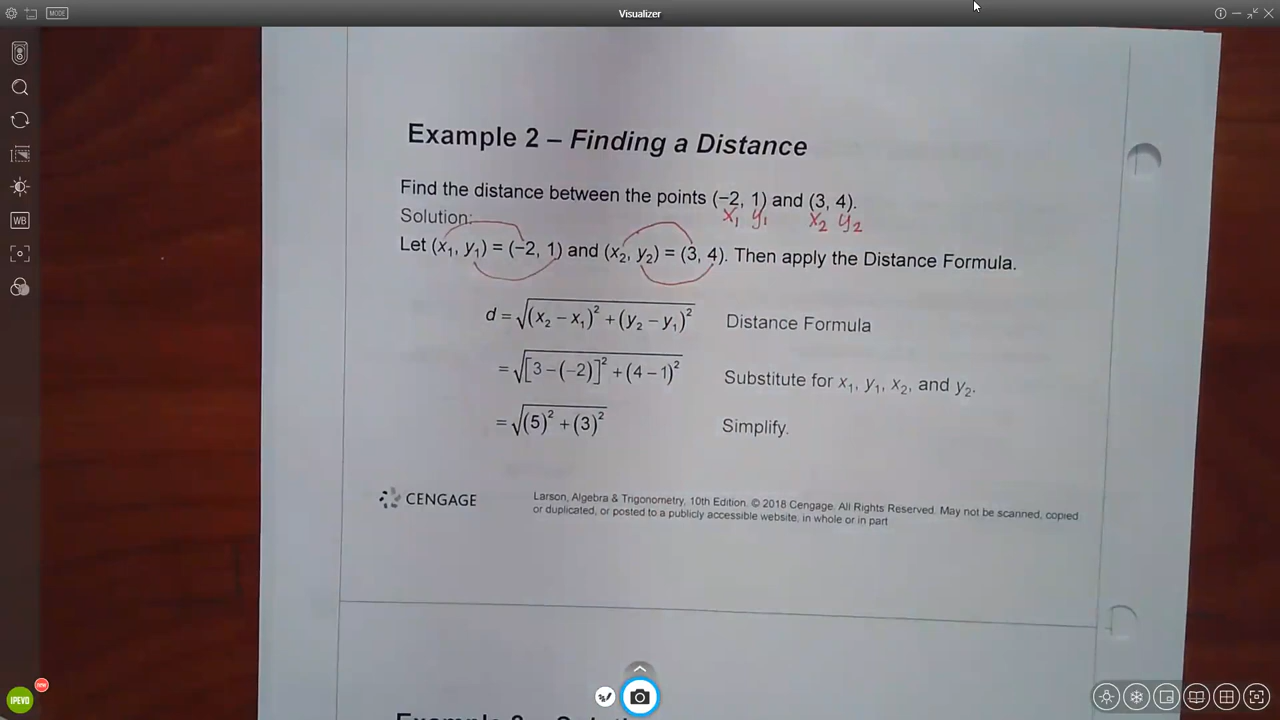 MODE
Visualizer
WB
Example 2 – Finding a Distance
Find the distance between the points (−2, 1) and (3, 4).
x₁ y₁ x₂ y₂
Solution:
Let (x₁, y₁) = (−2, 1) and (x₂, y₂) = (3, 4). Then apply the Distance Formula.
d = √(x₂ − x₁)² + (y₂ − y₁)² Distance Formula
= √[3 − (−2)]² + (4 − 1)² Substitute for x₁, y₁, x₂, and y₂.
= √(5)² + (3)² Simplify.
CENGAGE
Larson, Algebra & Trigonometry, 10th Edition. © 2018 Cengage. All Rights Reserved. May not be scanned, copied
or duplicated, or posted to a publicly accessible website, in whole or in part
IPEVO
new